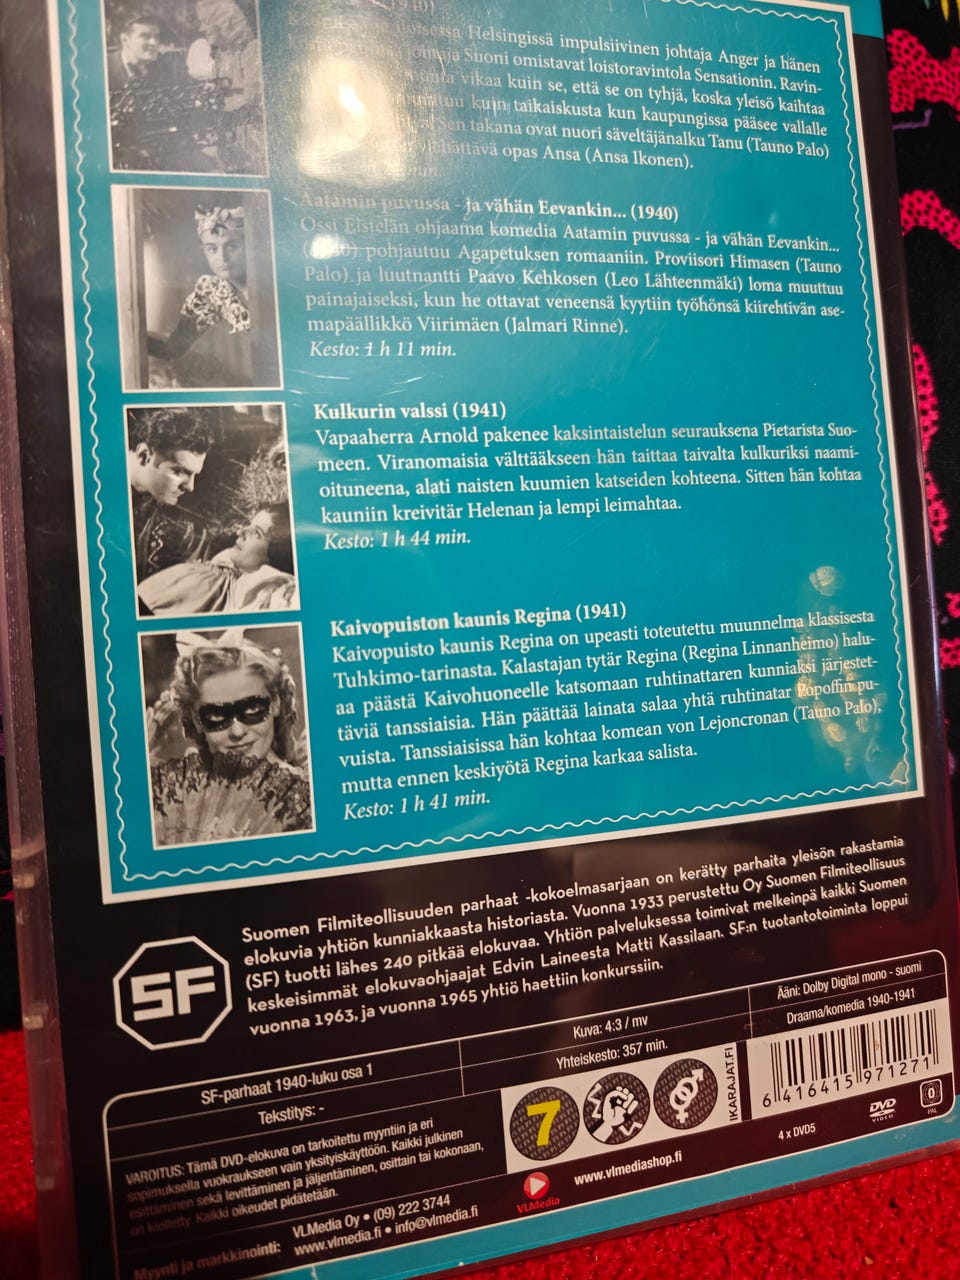 (1940)
Helsingissä impulsiivinen johtaja Anger ja hänen
johtaja Suoni omistavat loistoravintola Sensationin. Ravin-
vikaa kuin se, että se on tyhjä, koska yleisö kaihtaa
kuin taikaiskusta kun kaupungissa pääsee vallalle
Sen takana ovat nuori säveltäjänalku Tanu (Tauno Palo)
viehättävä opas Ansa (Ansa Ikonen).
min.
Aatamin puvussa - ja vähän Eevankin... (1940)
Ossi Elstelän ohjaama komedia Aatamin puvussa - ja vähän Eevankin...
(1940) pohjautuu Agapetuksen romaaniin. Proviisori Himasen (Tauno
Palo) ja luutnantti Paavo Kehkosen (Leo Lähteenmäki) loma muuttuu
painajaiseksi, kun he ottavat veneensä kyytiin työhönsä kiirehtivän ase-
mapäällikkö Viirimäen (Jalmari Rinne).
Kesto: 1 h 11 min.
Kulkurin valssi (1941)
Vapaaherra Arnold pakenee kaksintaistelun seurauksena Pietarista Suo-
meen. Viranomaisia välttääkseen hän taittaa taivalta kulkuriksi naami-
oituneena, alati naisten kuumien katseiden kohteena. Sitten hän kohtaa
kauniin kreivitär Helenan ja lempi leimahtaa.
Kesto: 1 h 44 min.
Kaivopuiston kaunis Regina (1941)
Kaivopuisto kaunis Regina on upeasti toteutettu muunnelma klassisesta
Tuhkimo-tarinasta. Kalastajan tytär Regina (Regina Linnanheimo) halu-
aa päästä Kaivohuoneelle katsomaan ruhtinattaren kunniaksi järjestet-
täviä tanssiaisia. Hän päättää lainata salaa yhtä ruhtinatar Popoffin pu-
vuista. Tanssiaisissa hän kohtaa komean von Lejoncronan (Tauno Palo),
mutta ennen keskiyötä Regina karkaa salista.
Kesto: 1 h 41 min.
SF
Suomen Filmiteollisuuden parhaat -kokoelmasarjaan on kerätty parhaita yleisön rakastamia
elokuvia yhtiön kunniakkaasta historiasta. Vuonna 1933 perustettu Oy Suomen Filmiteollisuus
(SF) tuotti lähes 240 pitkää elokuvaa. Yhtiön palveluksessa toimivat melkeinpä kaikki Suomen
keskeisimmät elokuvaohjaajat Edvin Laineesta Matti Kassilaan. SF:n tuotantotoiminta loppui
vuonna 1963, ja vuonna 1965 yhtiö haettiin konkurssiin.
SF-parhaat 1940-luku osa 1
Kuva: 4:3 / mv
Ääni: Dolby Digital mono - suomi
Tekstitys: -
Yhteiskesto: 357 min.
Draama/komedia 1940-1941
VAROITUS: Tämä DVD-elokuva on tarkoitettu myyntiin ja eri
sopimuksella vuokraukseen vain yksityiskäyttöön. Kaikki julkinen
esittäminen sekä levittäminen ja jäljentäminen, osittain tai kokonaan,
on kielletty. Kaikki oikeudet pidätetään.
Myynti ja markkinointi:
VLMedia Oy • (09) 222 3744
www.vlmedia.fi • info@vlmedia.fi
7
IKARAJAT.FI
VLMedia
www.vlmediashop.fi
6 416415 971271
4 x DVD5
DVD
VIDEO
0
PAL